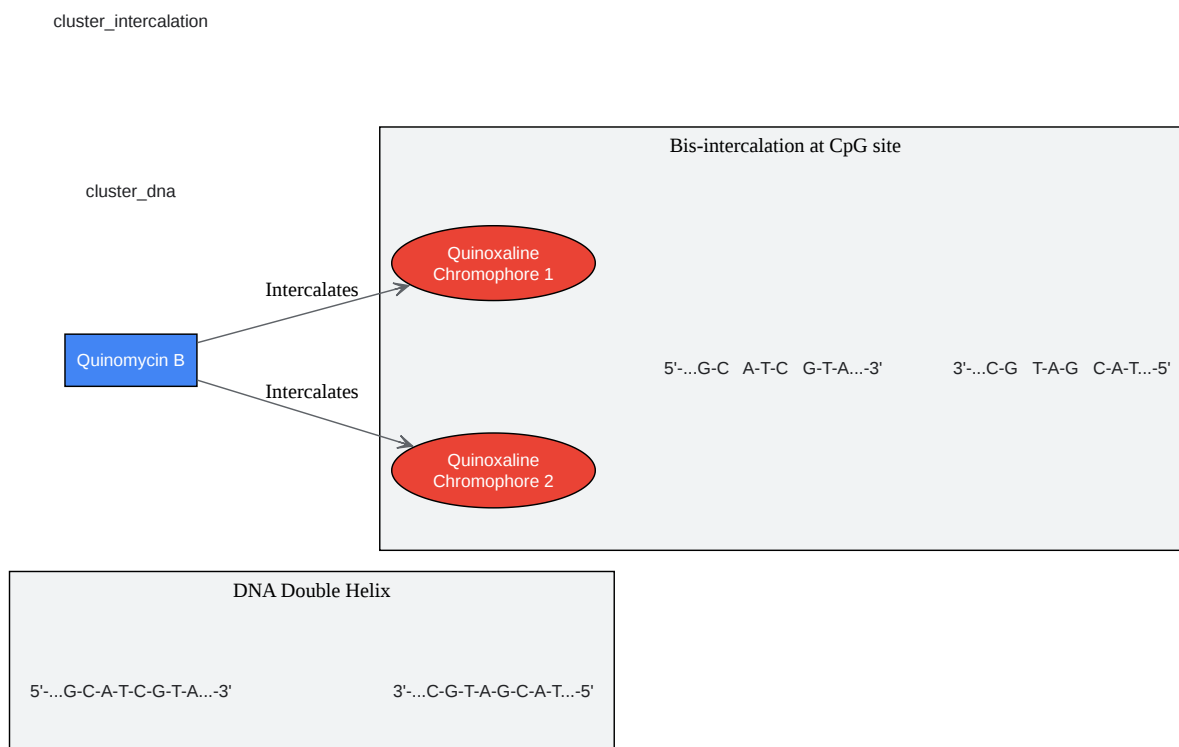 cluster_intercalation
Bis-intercalation at CpG site
cluster_dna
Quinoxaline
Chromophore 1
Intercalates
Quinomycin B
5'-...G-C   A-T-C   G-T-A...-3'
3'-...C-G   T-A-G   C-A-T...-5'
Intercalates
Quinoxaline
Chromophore 2
DNA Double Helix
5'-...G-C-A-T-C-G-T-A...-3'
3'-...C-G-T-A-G-C-A-T...-5'